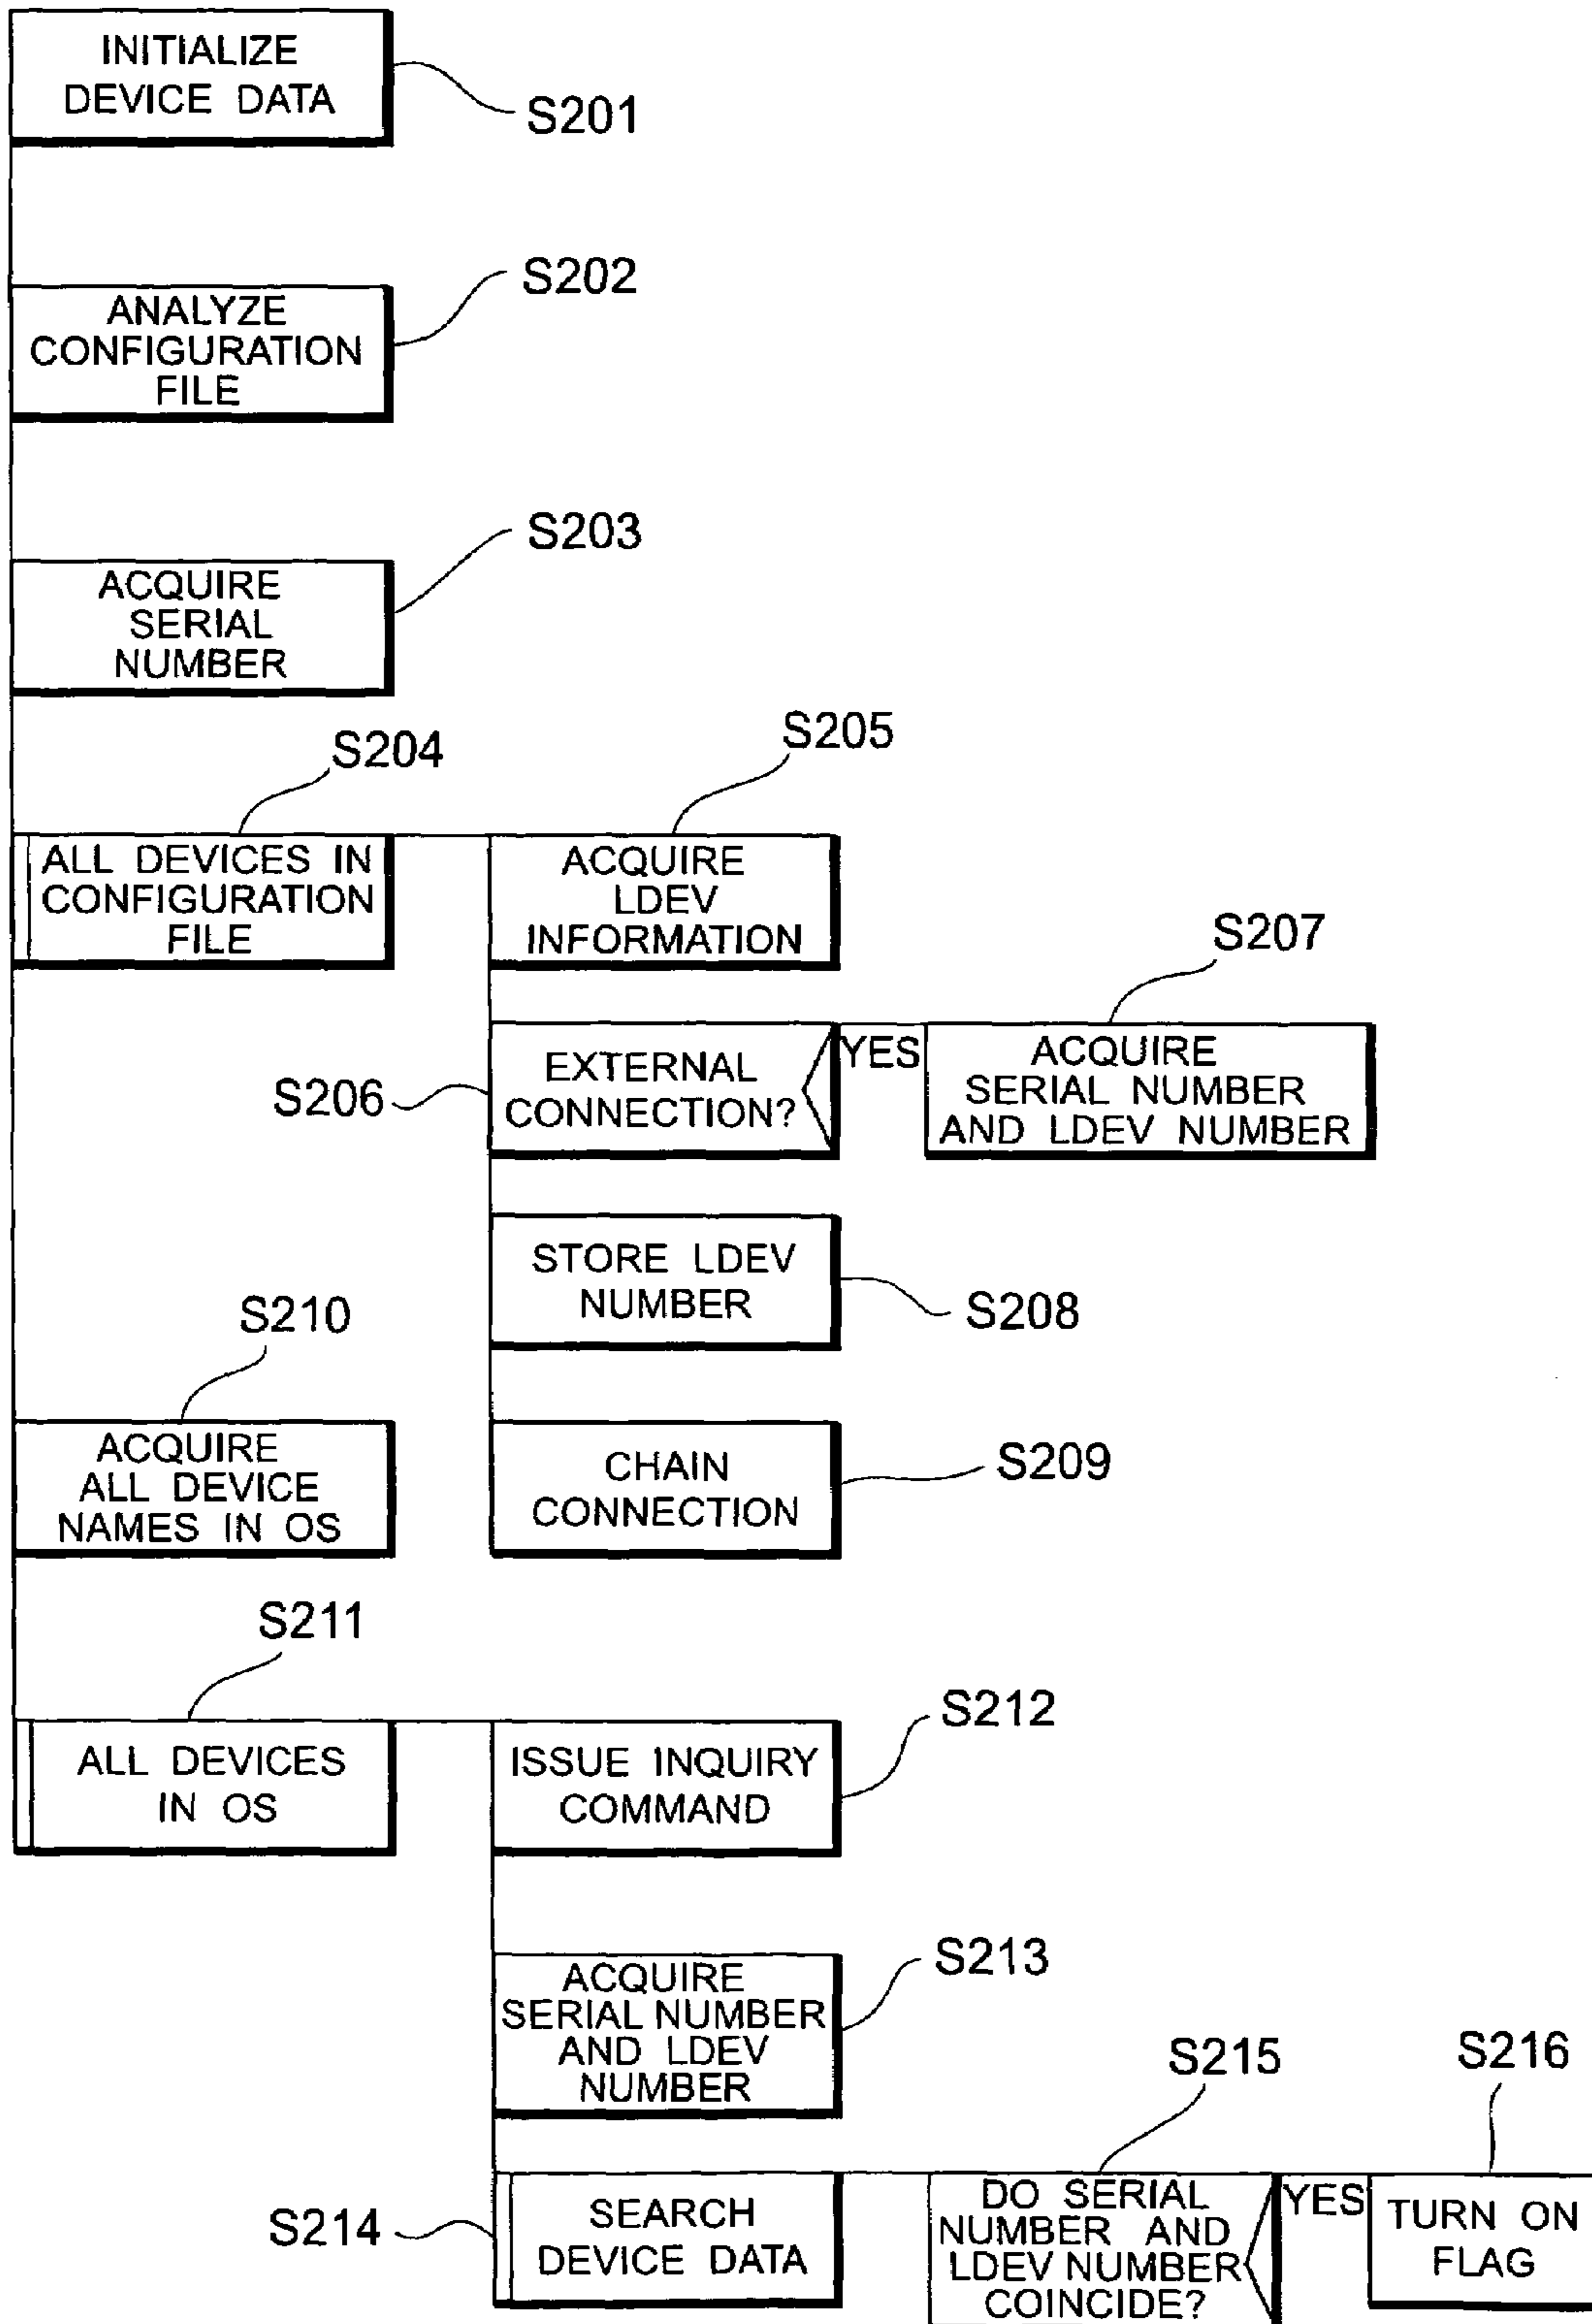 INITIALIZE
DEVICE DATA
S201
S202
ANALYZE
CONFIGURATION
FILE
S203
ACQUIRE
SERIAL
NUMBER
S204
S205
ALL DEVICES IN
CONFIGURATION
FILE
ACQUIRE
LDEV
INFORMATION
S207
S206
EXTERNAL
CONNECTION?
YES
ACQUIRE
SERIAL NUMBER
AND LDEV NUMBER
STORE LDEV
NUMBER
S208
S210
ACQUIRE
ALL DEVICE
NAMES IN OS
CHAIN
CONNECTION
S209
S211
ALL DEVICES
IN OS
S212
ISSUE INQUIRY
COMMAND
S213
ACQUIRE
SERIAL NUMBER
AND LDEV
NUMBER
S215
S216
S214
SEARCH
DEVICE DATA
DO SERIAL
NUMBER AND
LDEV NUMBER
COINCIDE?
YES
TURN ON
FLAG